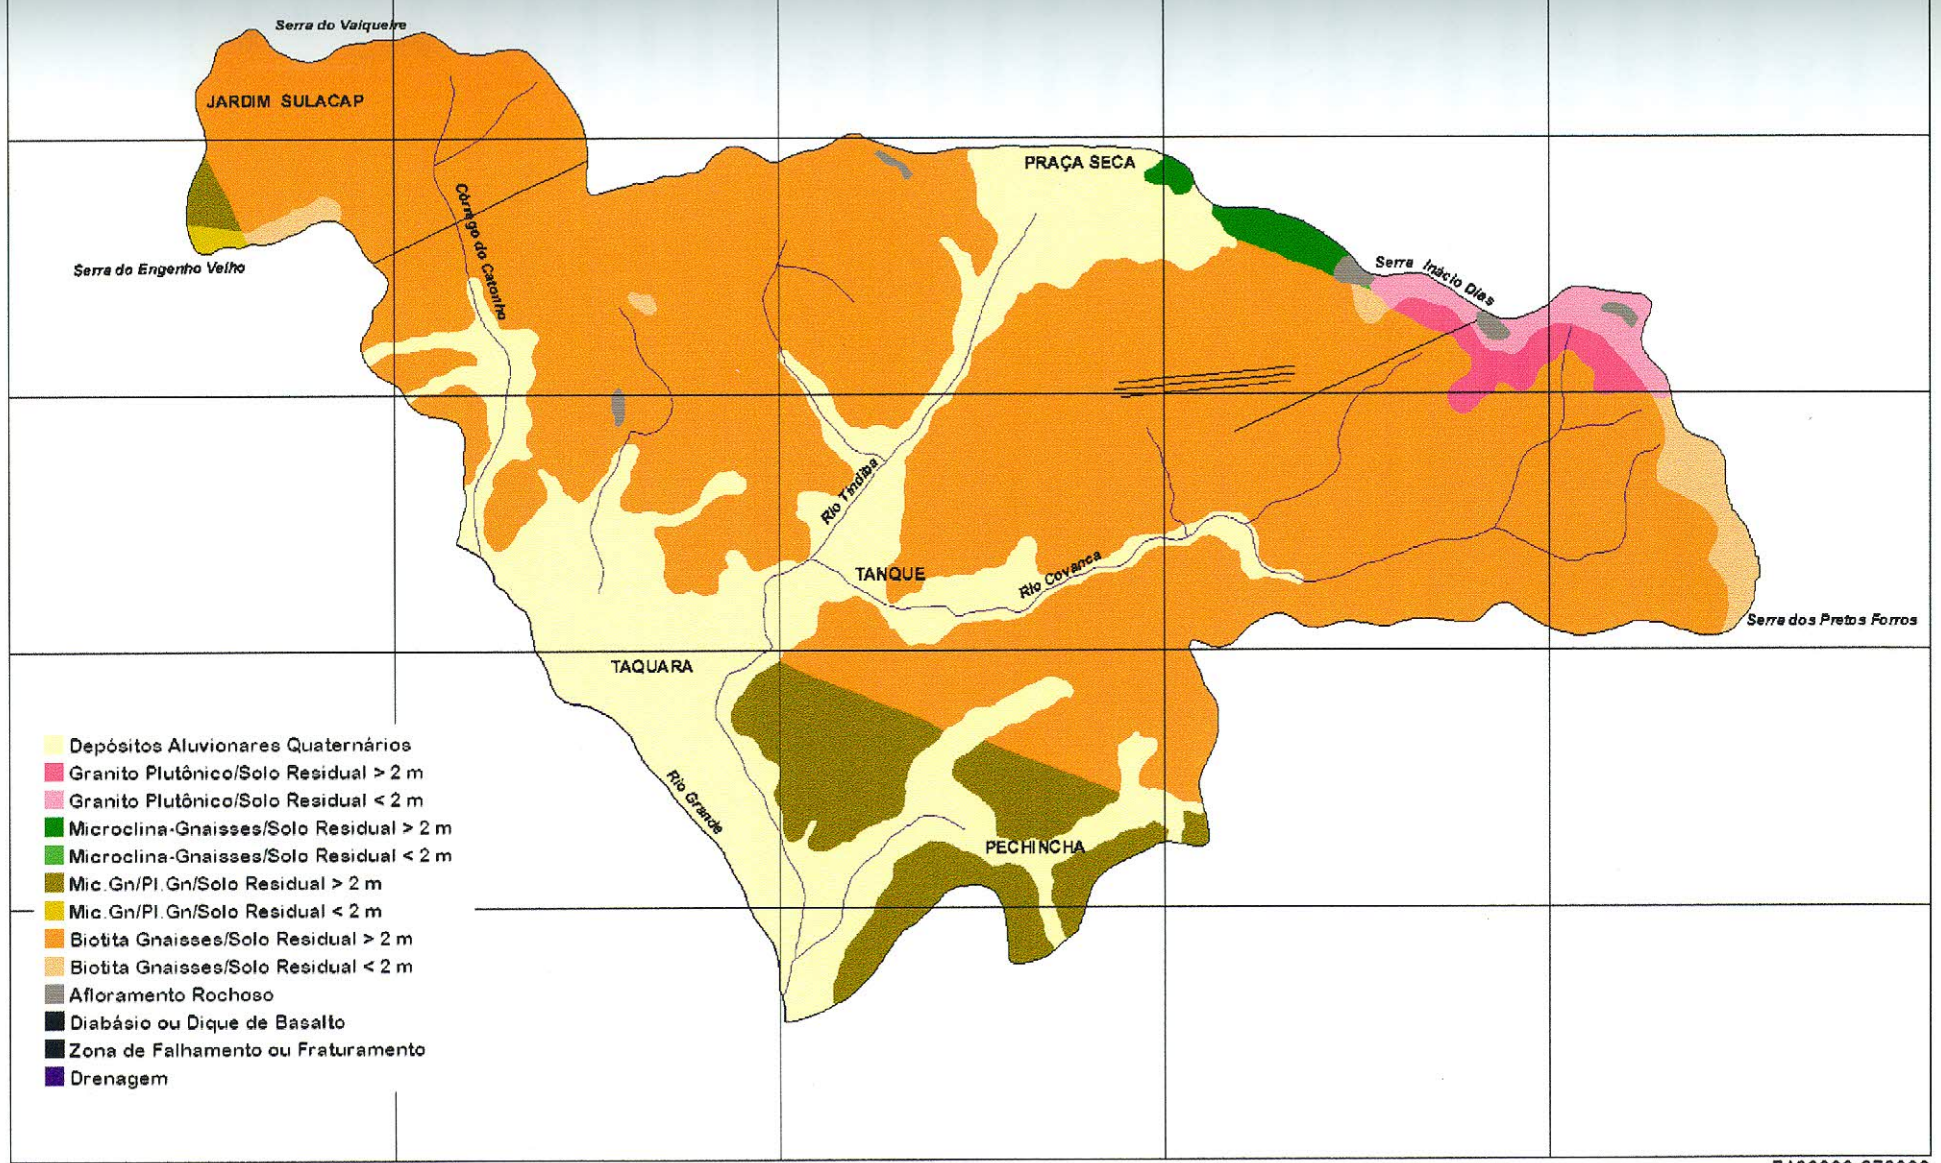 Serra do Valqueire
JARDIM SULACAP
PRAÇA SECA
Córrego do Catonho
Serra do Engenho Velho
Serra Inácio Dias
Rio Tindiba
TANQUE
Rio Covanca
Serra dos Pretos Forros
TAQUARA
Rio Grande
PECHINCHA
Depósitos Aluvionares Quaternários
Granito Plutônico/Solo Residual > 2 m
Granito Plutônico/Solo Residual < 2 m
Microclina-Gnaisses/Solo Residual > 2 m
Microclina-Gnaisses/Solo Residual < 2 m
Mic.Gn/Pl.Gn/Solo Residual > 2 m
Mic.Gn/Pl.Gn/Solo Residual < 2 m
Biotita Gnaisses/Solo Residual > 2 m
Biotita Gnaisses/Solo Residual < 2 m
Afloramento Rochoso
Diabásio ou Dique de Basalto
Zona de Falhamento ou Fraturamento
Drenagem